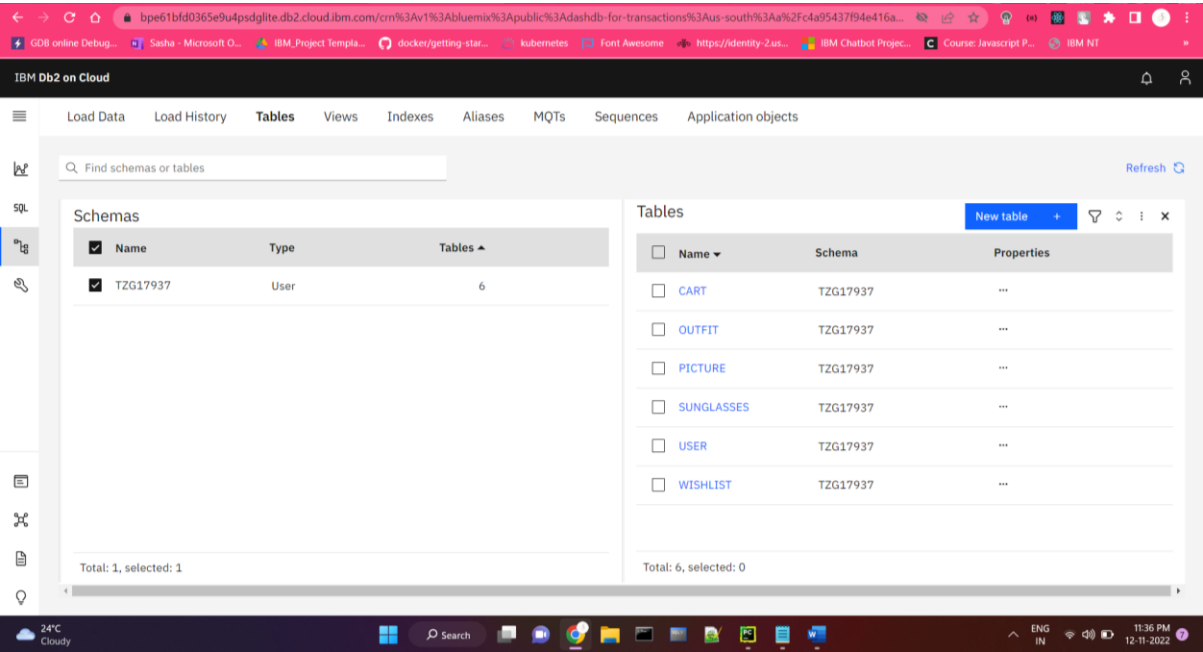 bpe61bfd0365e9u4psdglite.db2.cloud.ibm.com/crn%3Av1%3Abluemix%3Apublic%3Adashdb-for-transactions%3Aus-south%3Aa%2Fc4a95437f94e416a...
GDB online Debug... Sasha - Microsoft O... IBM_Project Templa... docker/getting-star... kubernetes Font Awesome https://identity-2.us... IBM Chatbot Projec... Course: Javascript P... IBM NT »
IBM Db2 on Cloud
Load Data Load History Tables Views Indexes Aliases MQTs Sequences Application objects
Find schemas or tables Refresh
SQL
Schemas
Name Type Tables
TZG17937 User 6
Total: 1, selected: 1
Tables New table +
Name Schema Properties
CART TZG17937 ...
OUTFIT TZG17937 ...
PICTURE TZG17937 ...
SUNGLASSES TZG17937 ...
USER TZG17937 ...
WISHLIST TZG17937 ...
Total: 6, selected: 0
24°C
Cloudy
Search
ENG
IN
11:36 PM
12-11-2022